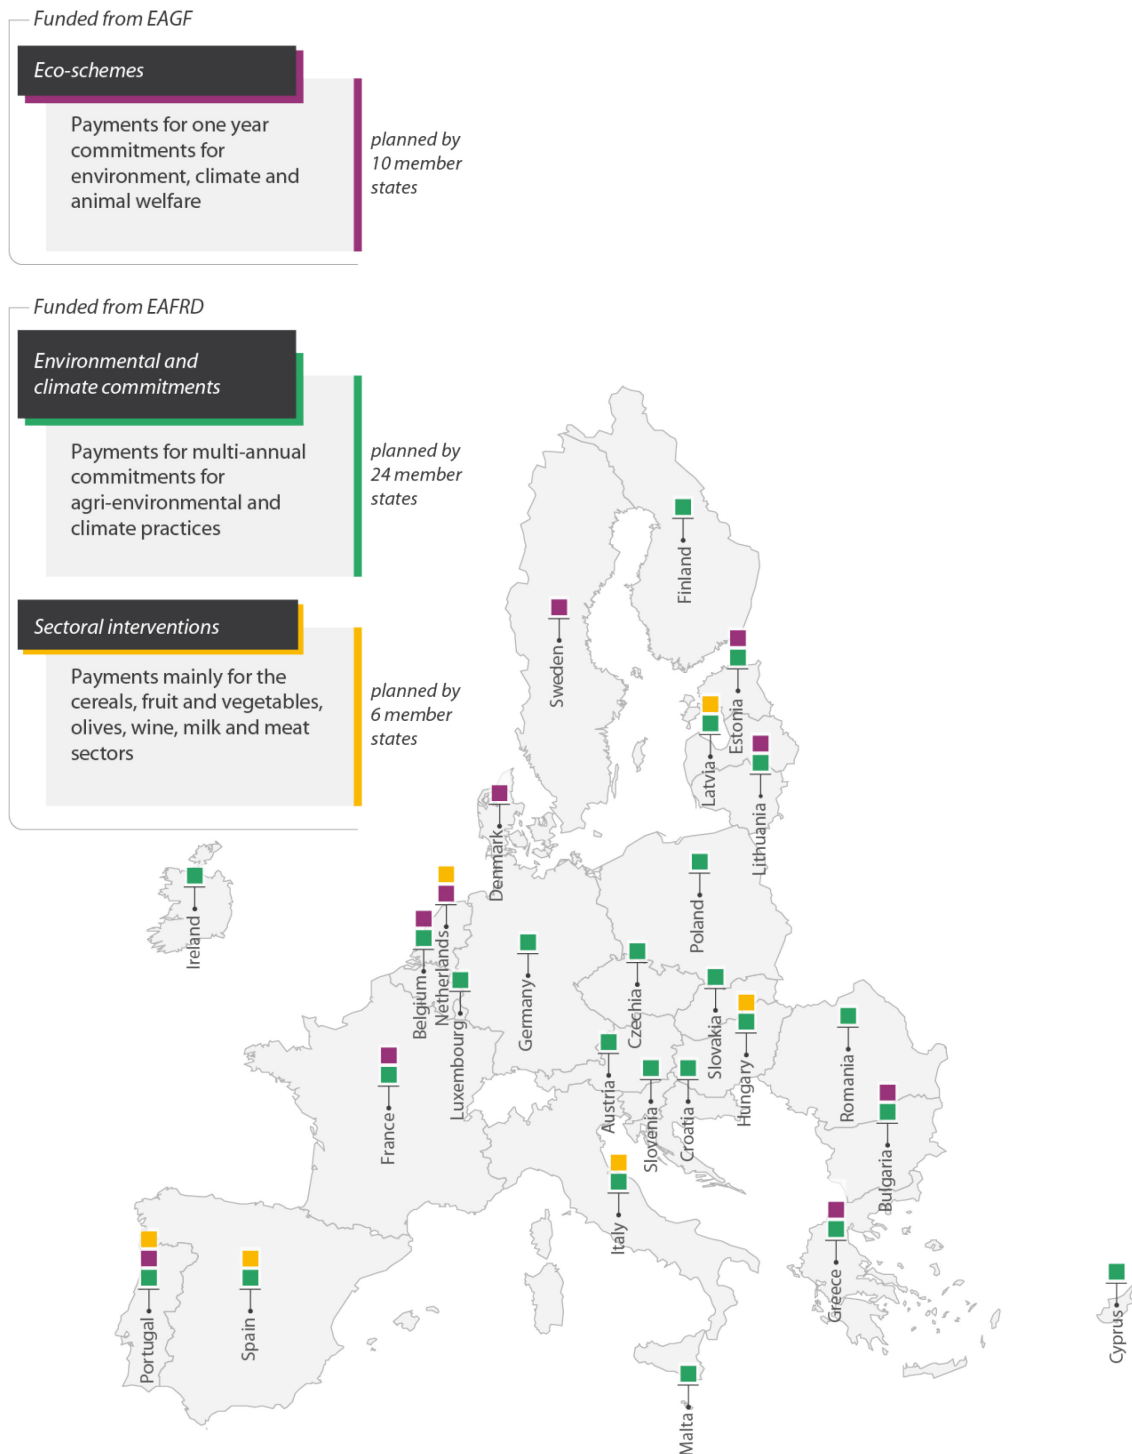 Funded from EAGF
Eco-schemes
Payments for one year
commitments for
environment, climate and
animal welfare
planned by
10 member
states
Funded from EAFRD
Environmental and
climate commitments
Payments for multi-annual
commitments for
agri-environmental and
climate practices
planned by
24 member
states
Sectoral interventions
Payments mainly for the
cereals, fruit and vegetables,
olives, wine, milk and meat
sectors
planned by
6 member
states
Finland
Sweden
Estonia
Latvia
Lithuania
Denmark
Ireland
Poland
Netherlands
Belgium
Luxembourg
Germany
Czechia
Slovakia
Hungary
Romania
France
Austria
Slovenia
Croatia
Bulgaria
Italy
Greece
Portugal
Spain
Cyprus
Malta